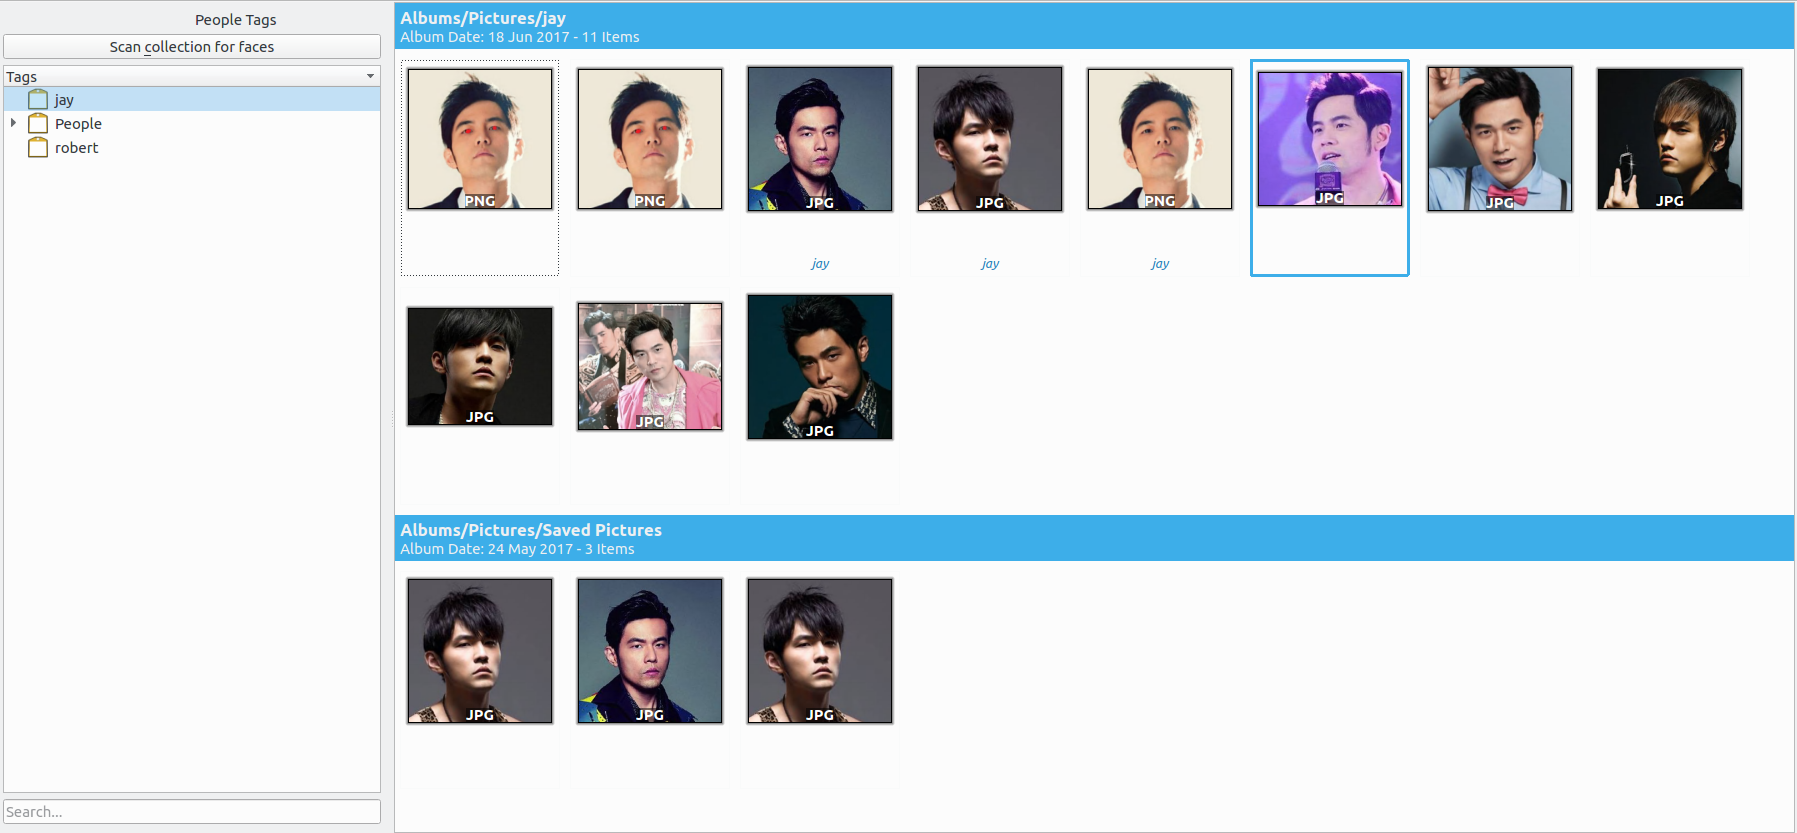 People Tags
Scan collection for faces
Tags
jay
People
robert
Search...
Albums/Pictures/jay
Album Date: 18 Jun 2017 - 11 Items
PNG
PNG
JPG
JPG
PNG
JPG
JPG
JPG
jay
jay
jay
JPG
JPG
JPG
Albums/Pictures/Saved Pictures
Album Date: 24 May 2017 - 3 Items
JPG
JPG
JPG